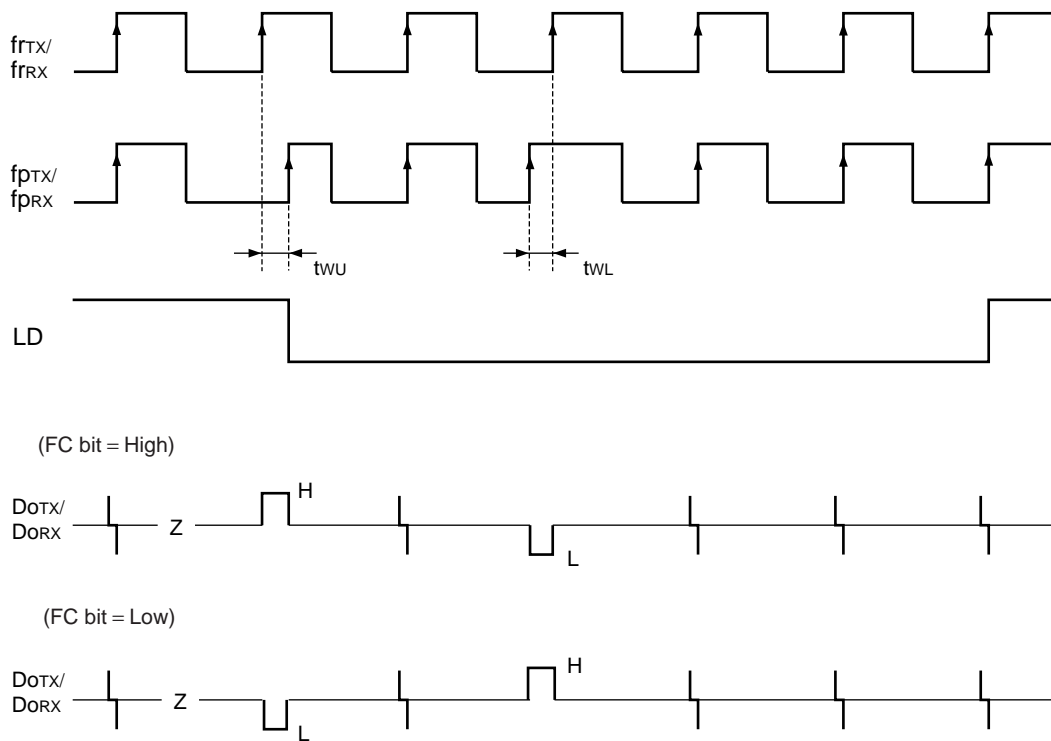 frTX/
frRX
fpTX/
fpRX
tWU
tWL
LD
(FC bit = High)
DoTX/
DoRX
Z
H
L
(FC bit = Low)
DoTX/
DoRX
Z
L
H